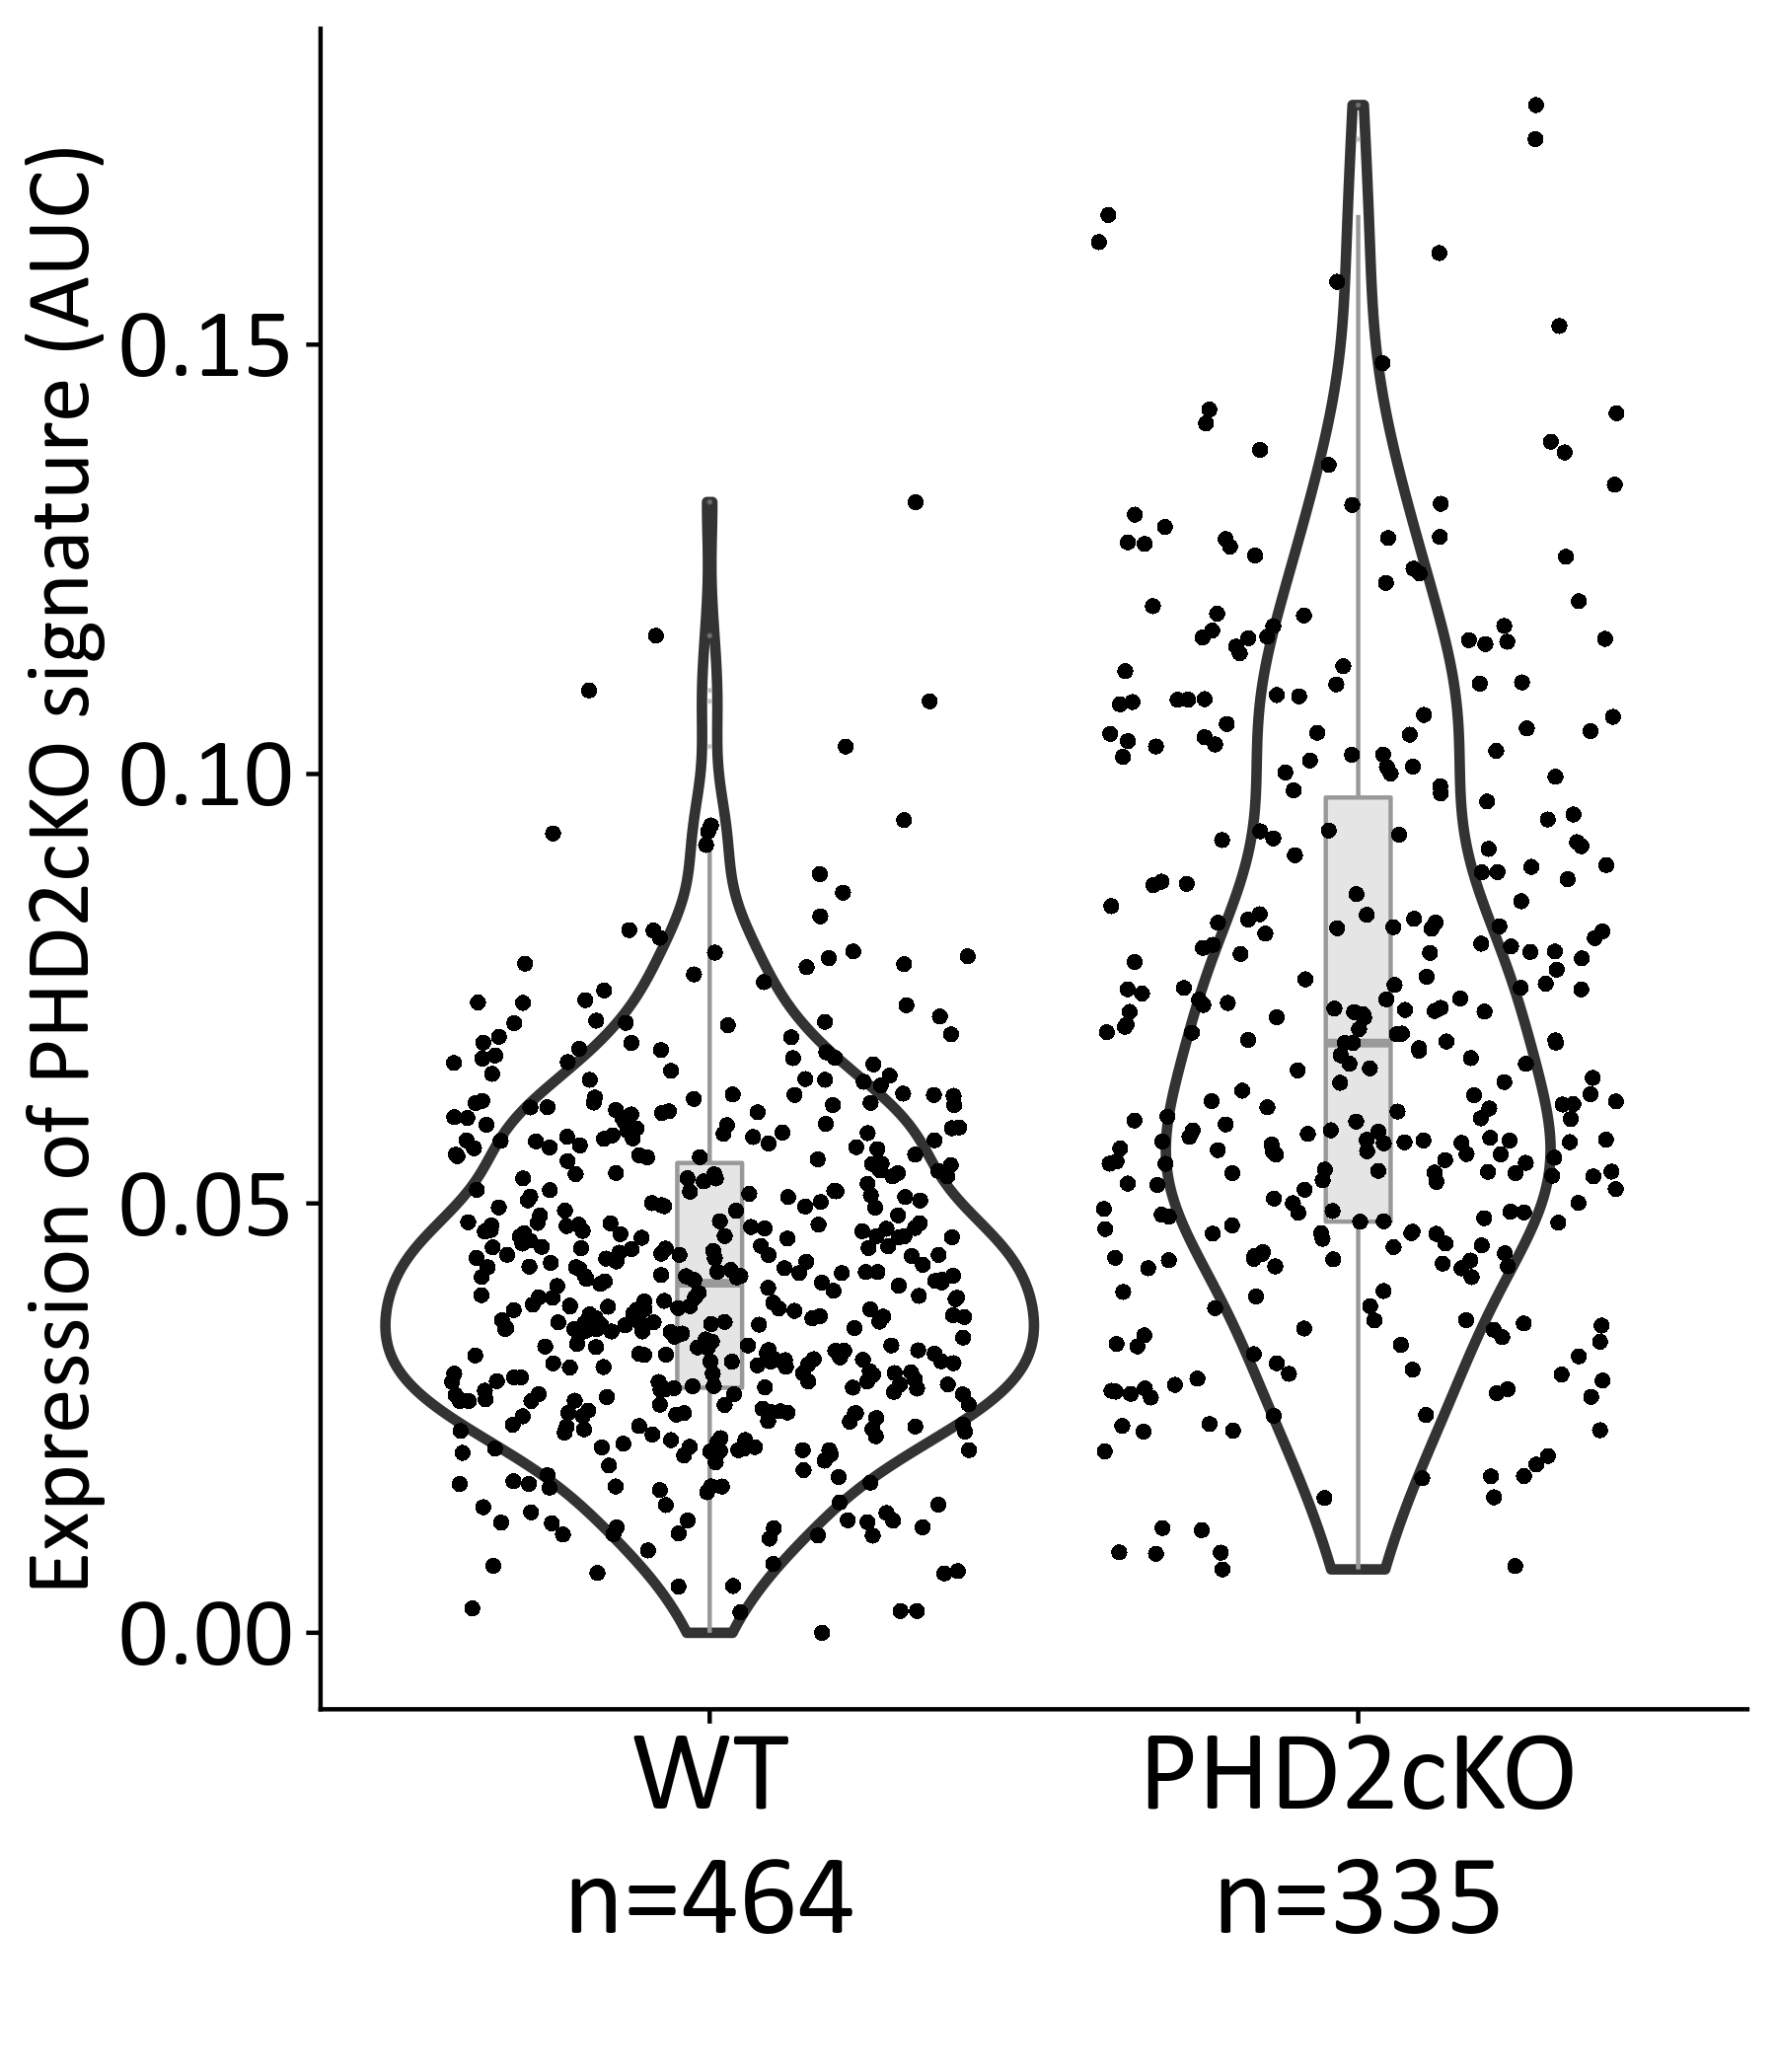 Expression of PHD2cKO signature (AUC)
0.15
0.10
0.05
0.00
WT
n=464
PHD2cKO
n=335